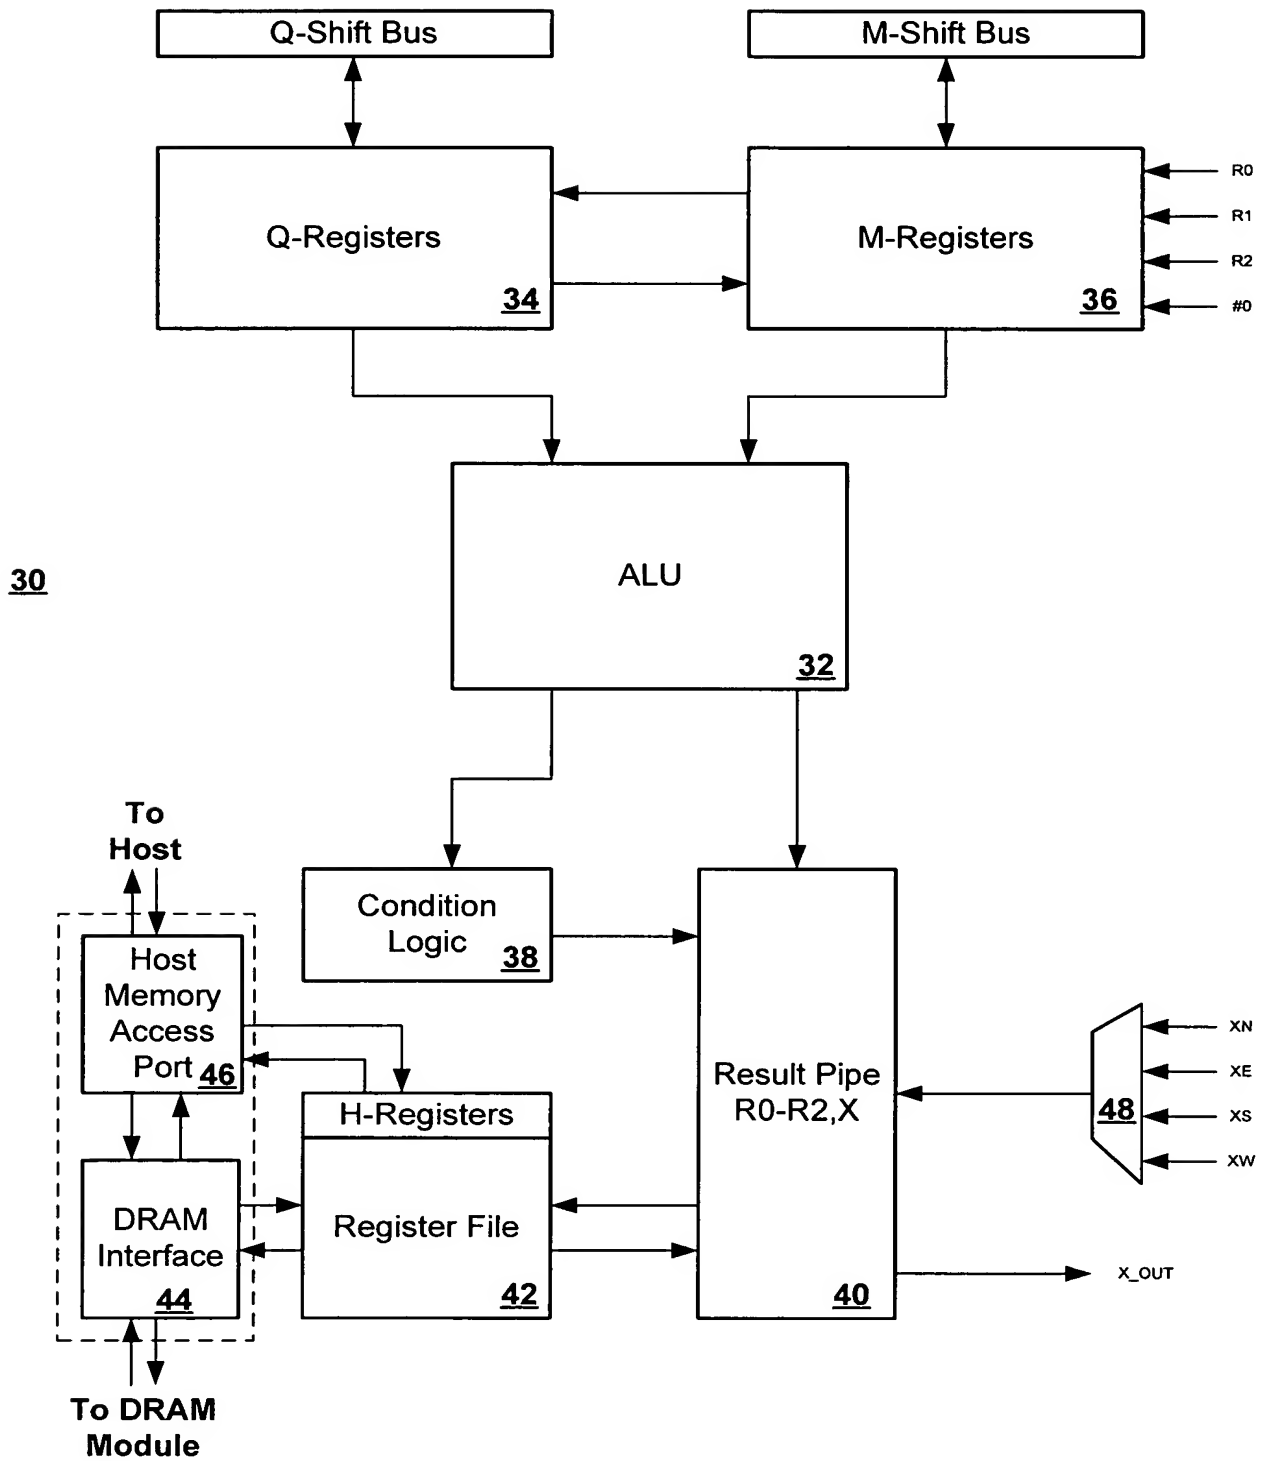 Q-Shift Bus
M-Shift Bus
Q-Registers
34
M-Registers
36
R0
R1
R2
#0
ALU
32
30
To
Host
Condition
Logic
38
Host
Memory
Access
Port
46
H-Registers
Register File
42
DRAM
Interface
44
To DRAM
Module
Result Pipe
R0-R2,X
40
48
XN
XE
XS
XW
X_OUT